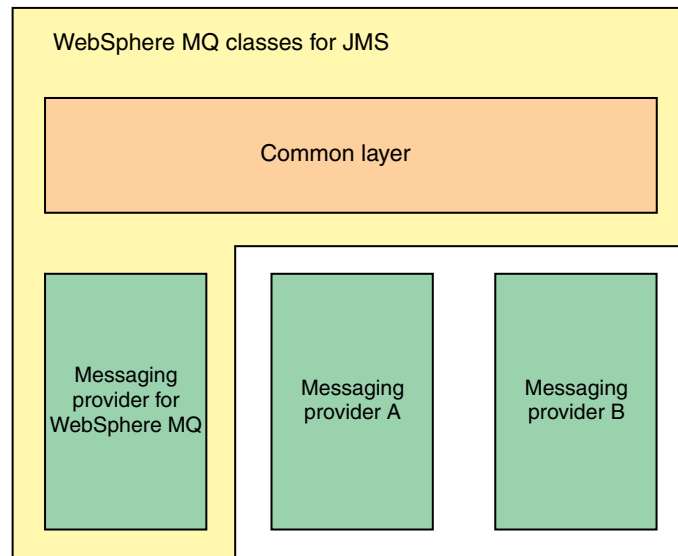 WebSphere MQ classes for JMS
Common layer
Messaging
provider for
WebSphere MQ
Messaging
provider A
Messaging
provider B